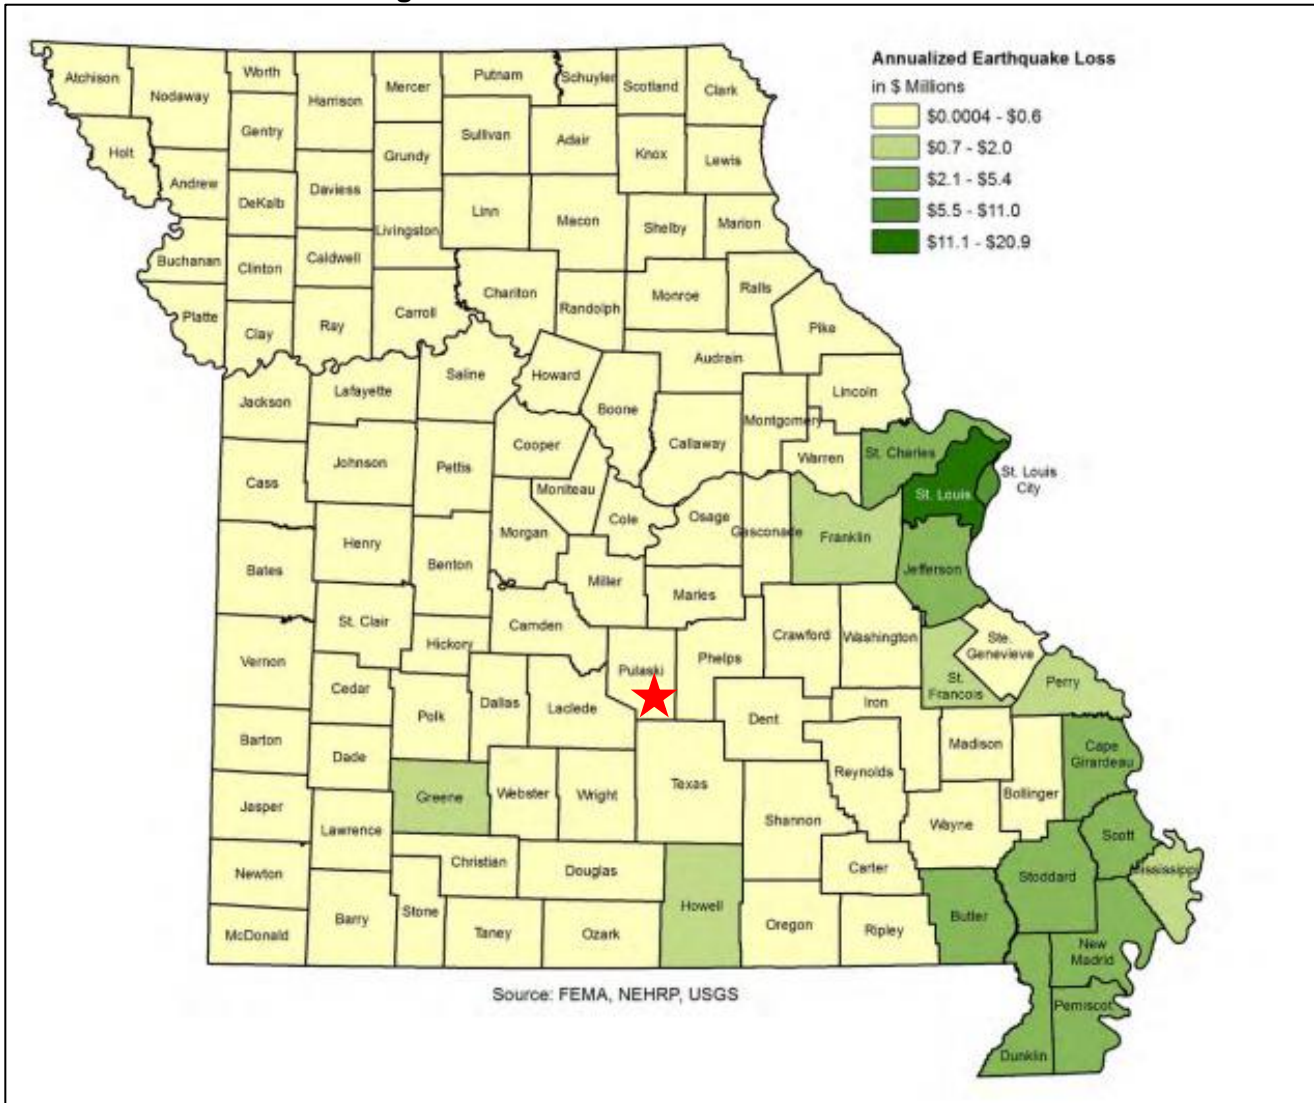 Annualized Earthquake Loss
in $ Millions
$0.0004 - $0.6
$0.7 - $2.0
$2.1 - $5.4
$5.5 - $11.0
$11.1 - $20.9
Atchison
Nodaway
Worth
Harrison
Mercer
Putnam
Schuyler
Scotland
Clark
Gentry
Sullivan
Adair
Knox
Lewis
Holt
Grundy
Andrew
DeKalb
Daviess
Livingston
Linn
Macon
Shelby
Marion
Buchanan
Clinton
Caldwell
Chariton
Randolph
Monroe
Ralls
Platte
Clay
Ray
Carroll
Pike
Audrain
Jackson
Lafayette
Saline
Howard
Boone
Lincoln
Callaway
Montgomery
Cooper
Johnson
Pettis
Warren
St. Charles
Cass
Moniteau
St. Louis
St. Louis
City
Cole
Osage
Gasconade
Franklin
Henry
Morgan
Bates
Benton
Miller
Jefferson
Maries
St. Clair
Camden
Crawford
Washington
Hickory
Ste.
Genevieve
Vernon
Pulaski
Phelps
Cedar
St.
Francois
Perry
Polk
Dallas
Laclede
Dent
Iron
Barton
Dade
Madison
Cape
Girardeau
Texas
Reynolds
Bollinger
Jasper
Greene
Webster
Wright
Lawrence
Shannon
Wayne
Scott
Newton
Christian
Douglas
Carter
Stoddard
Mississippi
Barry
Stone
Howell
Butler
McDonald
Taney
Ozark
Oregon
Ripley
New
Madrid
Source: FEMA, NEHRP, USGS
Pemiscot
Dunklin